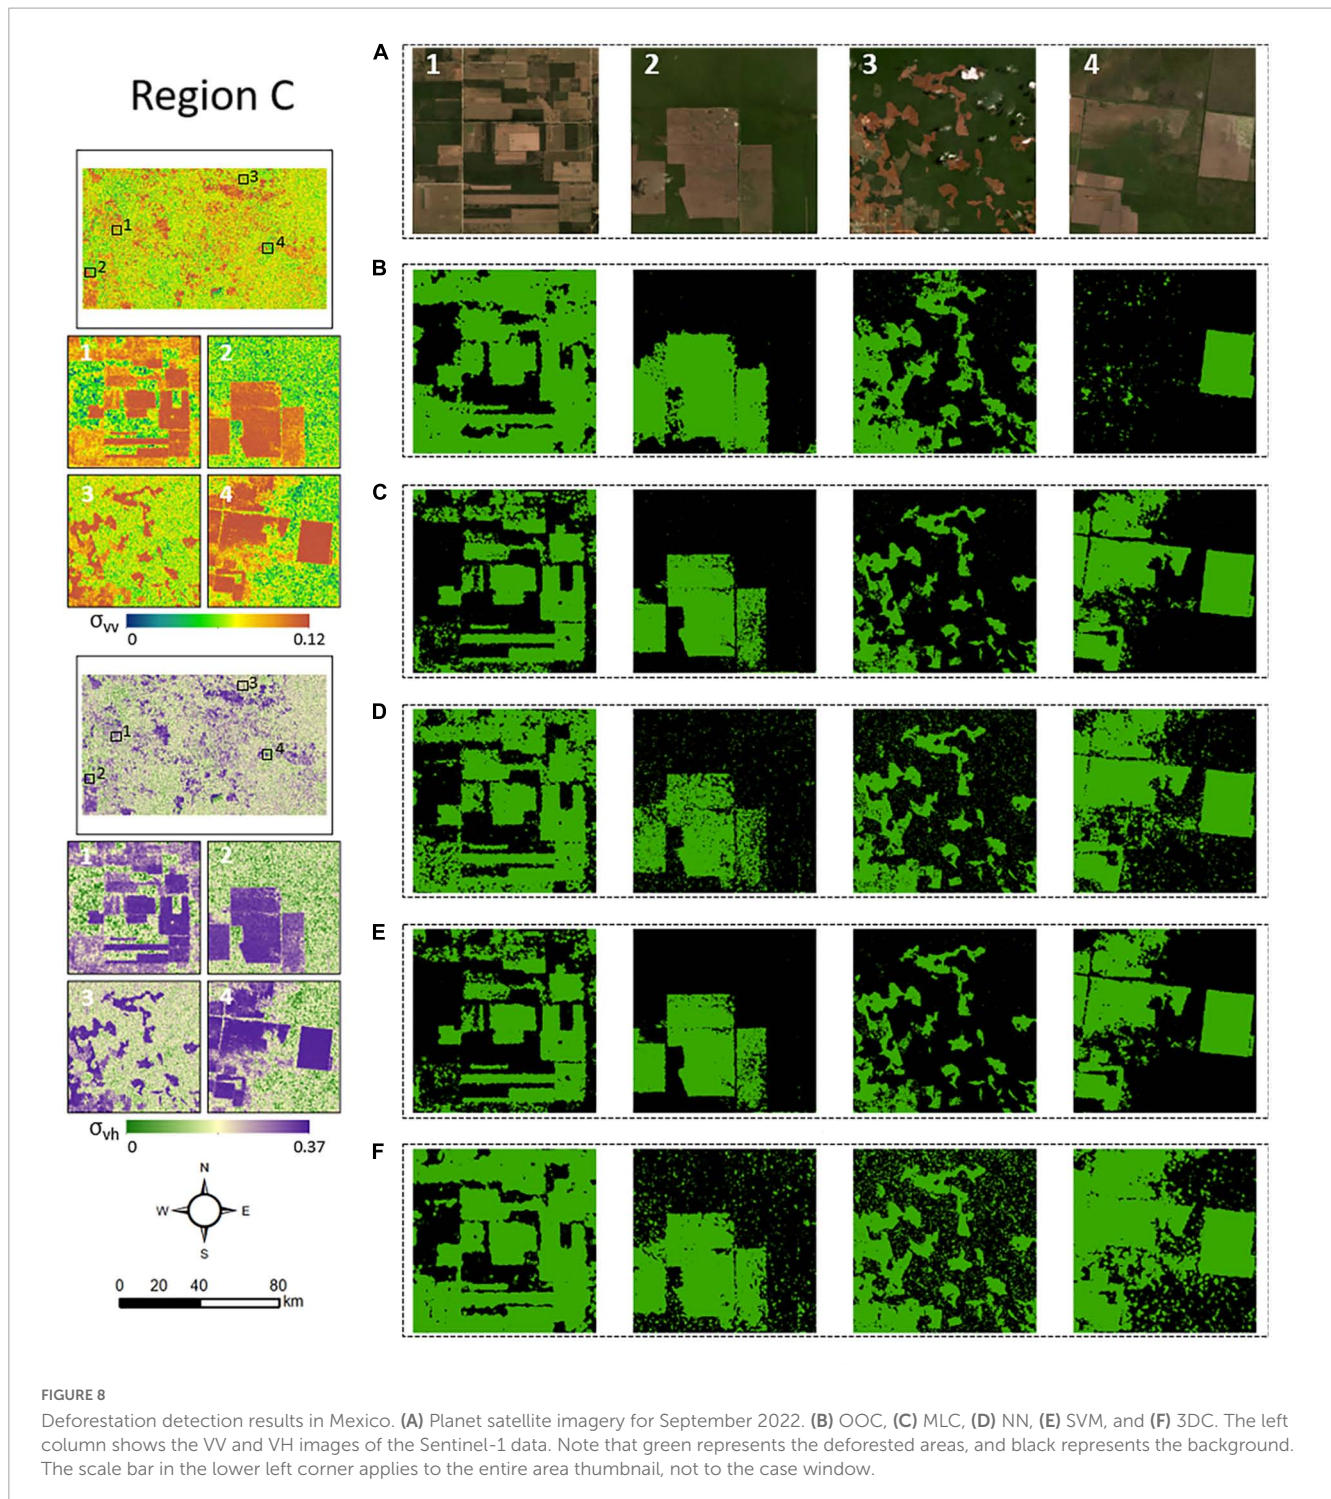 Region C
3
1
4
2
1
2
3
4
σvv
0
0.12
3
1
4
2
1
2
3
4
σvh
0
0.37
N
W
E
S
0
20
40
80
km
A
1
2
3
4
B
C
D
E
F
FIGURE 8
Deforestation detection results in Mexico. (A) Planet satellite imagery for September 2022. (B) OOC, (C) MLC, (D) NN, (E) SVM, and (F) 3DC. The left
column shows the VV and VH images of the Sentinel-1 data. Note that green represents the deforested areas, and black represents the background.
The scale bar in the lower left corner applies to the entire area thumbnail, not to the case window.